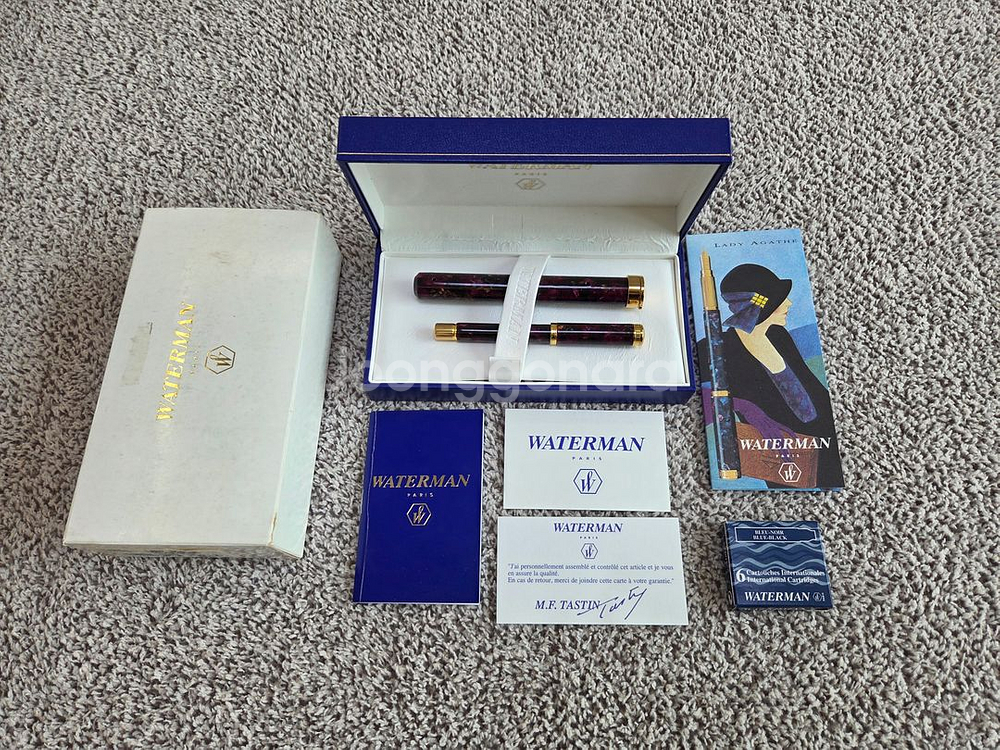 WATERMAN
PARIS
WATERMAN
PARIS
LADY AGATHE
WATERMAN
PARIS
WATERMAN
PARIS
WATERMAN
PARIS
WATERMAN
PARIS
"J'ai personnellement assemblé et contrôlé cet article et je vous
en assure la qualité.
En cas de retour, merci de joindre cette carte à votre garantie."
M.F. TASTIN
BLEU-NOIR
BLUE-BLACK
6 Cartouches Internationales
International Cartridges
WATERMAN
joonggonara